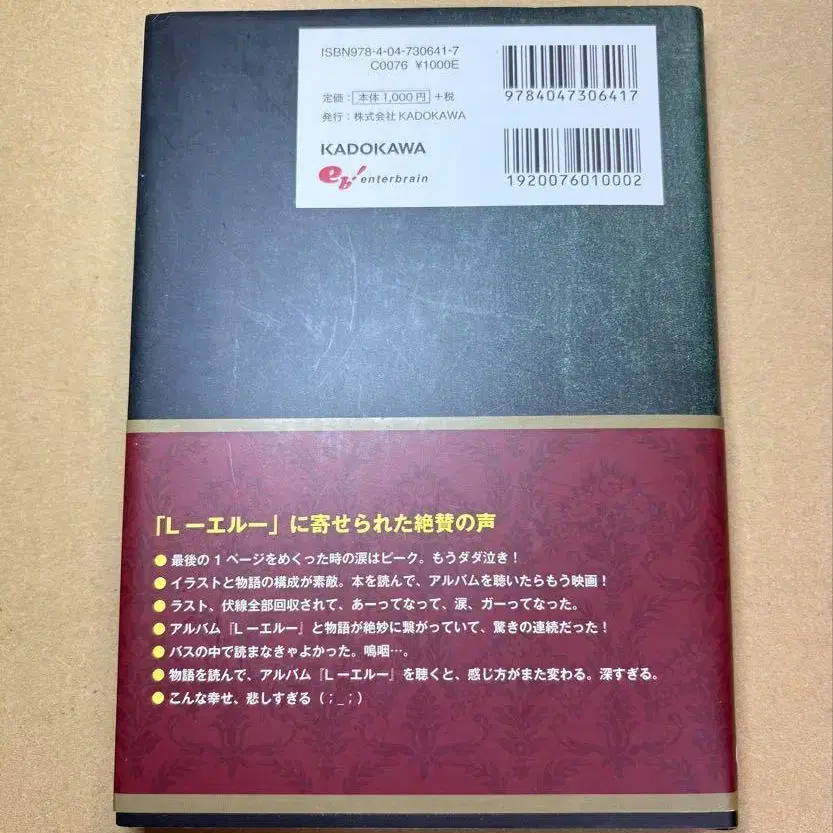 ISBN978-4-04-730641-7
C0076 ¥1000E
定価：本体1,000円 +税
発行：株式会社 KADOKAWA
KADOKAWA
eb! enterbrain
9784047306417
1920076010002
「L ーエルー」に寄せられた絶賛の声
●最後の1ページをめくった時の涙はピーク。もうダダ泣き！
●イラストと物語の構成が素敵。本を読んで、アルバムを聴いたらもう映画！
●ラスト、伏線全部回収されて、あーってなって、涙、ガーってなった。
●アルバム『L ーエルー』と物語が絶妙に繋がっていて、驚きの連続だった！
●バスの中で読まなきゃよかった。嗚咽…。
●物語を読んで、アルバム『L ーエルー』を聴くと、感じ方がまた変わる。深すぎる。
●こんな幸せ、悲しすぎる（；_；）